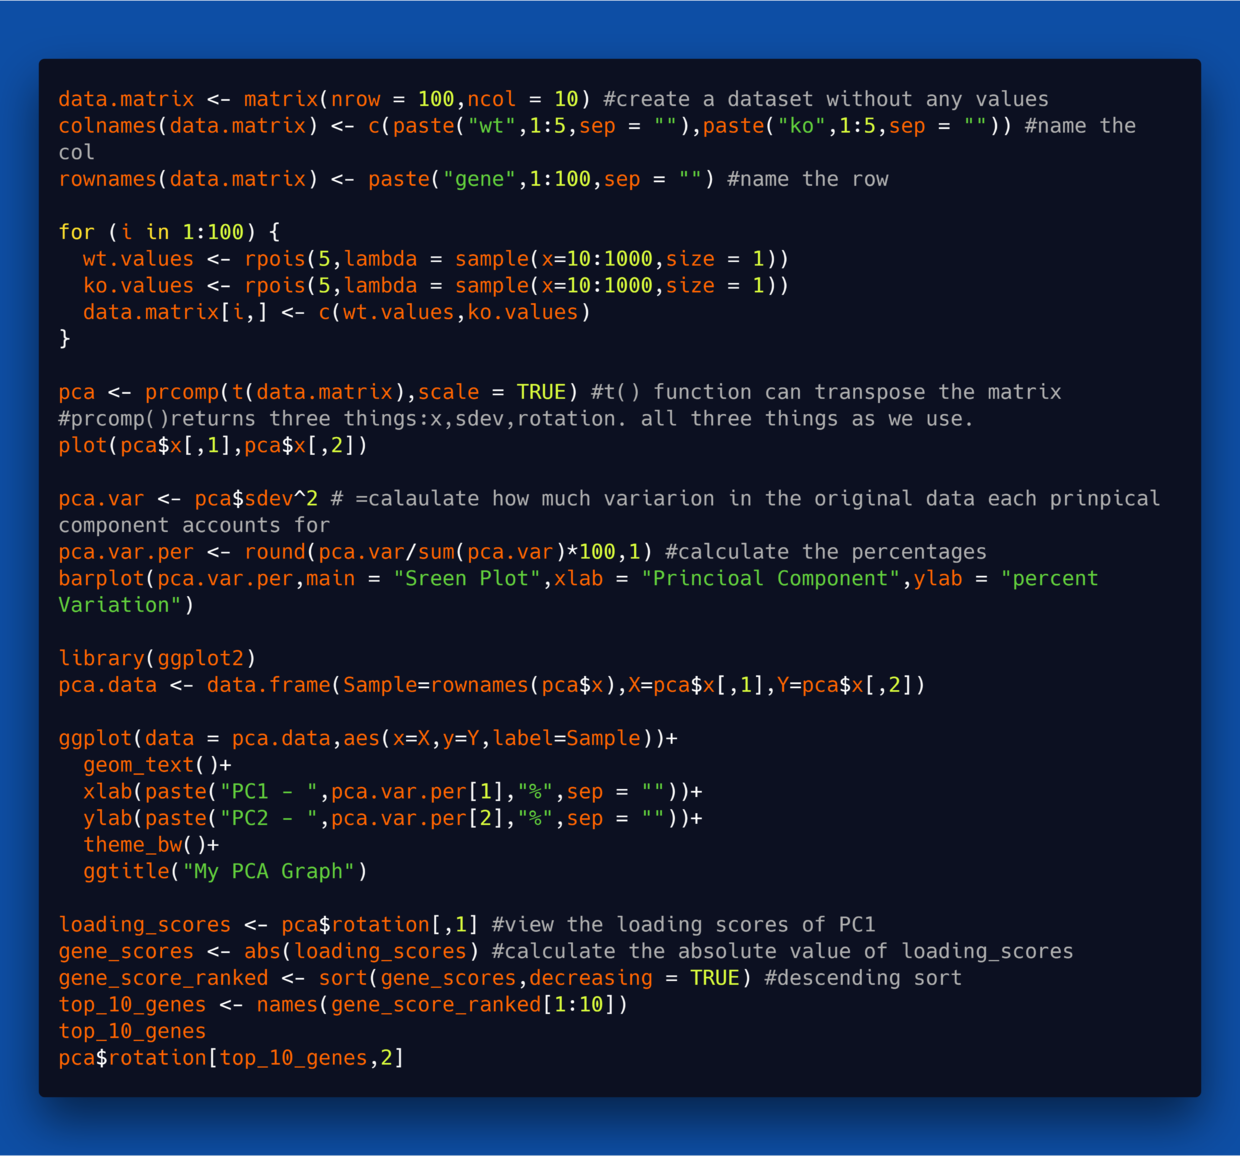 data.matrix <- matrix(nrow = 100,ncol = 10) #create a dataset without any values
colnames(data.matrix) <- c(paste("wt",1:5,sep = ""),paste("ko",1:5,sep = "")) #name the
col
rownames(data.matrix) <- paste("gene",1:100,sep = "") #name the row

for (i in 1:100) {
  wt.values <- rpois(5,lambda = sample(x=10:1000,size = 1))
  ko.values <- rpois(5,lambda = sample(x=10:1000,size = 1))
  data.matrix[i,] <- c(wt.values,ko.values)
}

pca <- prcomp(t(data.matrix),scale = TRUE) #t() function can transpose the matrix
#prcomp()returns three things:x,sdev,rotation. all three things as we use.
plot(pca$x[,1],pca$x[,2])

pca.var <- pca$sdev^2 # =calaulate how much variarion in the original data each prinpical
component accounts for
pca.var.per <- round(pca.var/sum(pca.var)*100,1) #calculate the percentages
barplot(pca.var.per,main = "Sreen Plot",xlab = "Princioal Component",ylab = "percent
Variation")

library(ggplot2)
pca.data <- data.frame(Sample=rownames(pca$x),X=pca$x[,1],Y=pca$x[,2])

ggplot(data = pca.data,aes(x=X,y=Y,label=Sample))+
  geom_text()+
  xlab(paste("PC1 - ",pca.var.per[1],"%",sep = ""))+
  ylab(paste("PC2 - ",pca.var.per[2],"%",sep = ""))+
  theme_bw()+
  ggtitle("My PCA Graph")

loading_scores <- pca$rotation[,1] #view the loading scores of PC1
gene_scores <- abs(loading_scores) #calculate the absolute value of loading_scores
gene_score_ranked <- sort(gene_scores,decreasing = TRUE) #descending sort
top_10_genes <- names(gene_score_ranked[1:10])
top_10_genes
pca$rotation[top_10_genes,2]